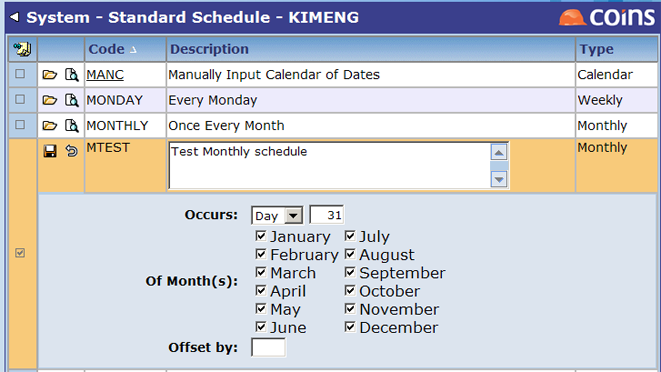 System - Standard Schedule - KIMENG
coins
Code Description Type
MANC Manually Input Calendar of Dates Calendar
MONDAY Every Monday Weekly
MONTHLY Once Every Month Monthly
MTEST Test Monthly schedule Monthly
Occurs: Day 31
January July
February August
Of Month(s): March September
April October
May November
June December
Offset by: